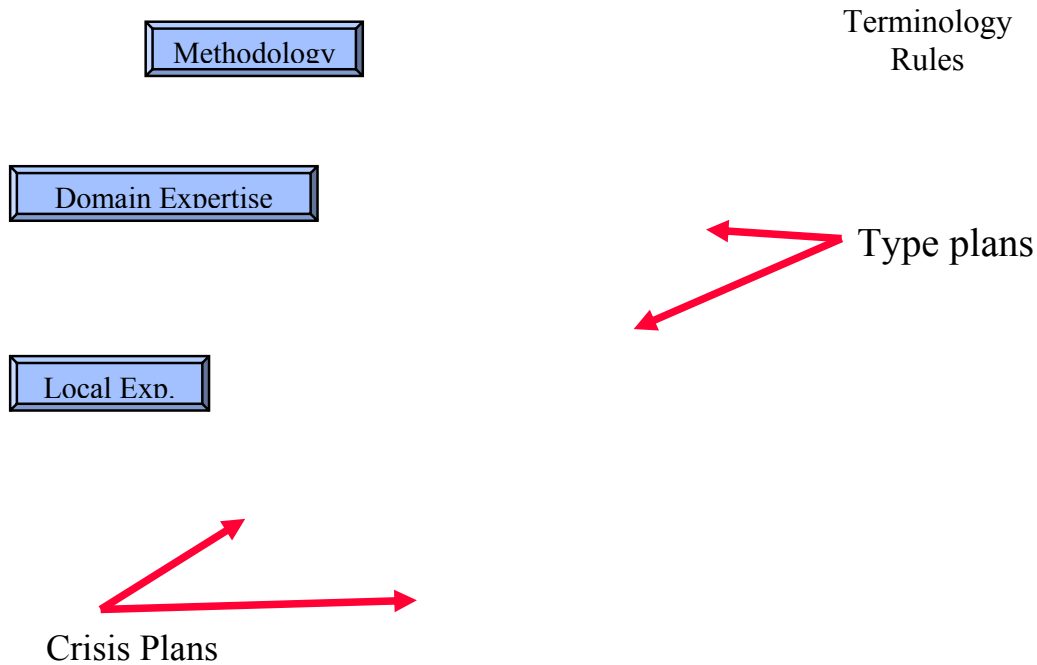 Methodology
Terminology
Rules
Domain Expertise
Type plans
Local Exp.
Crisis Plans